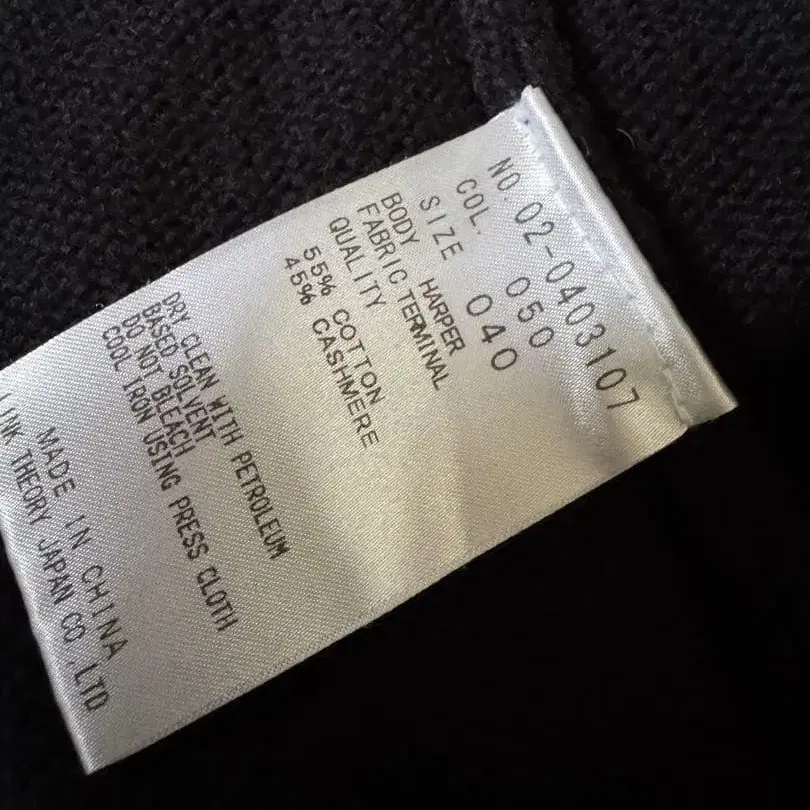 NO. 02-0403107
COL. 050
SIZE 040
BODY HARPER
FABRIC TERMINAL
QUALITY
55% COTTON
45% CASHMERE
DRY CLEAN WITH PETROLEUM
BASED SOLVENT
DO NOT BLEACH
COOL IRON USING PRESS CLOTH
MADE IN CHINA
LINK THEORY JAPAN CO.,LTD